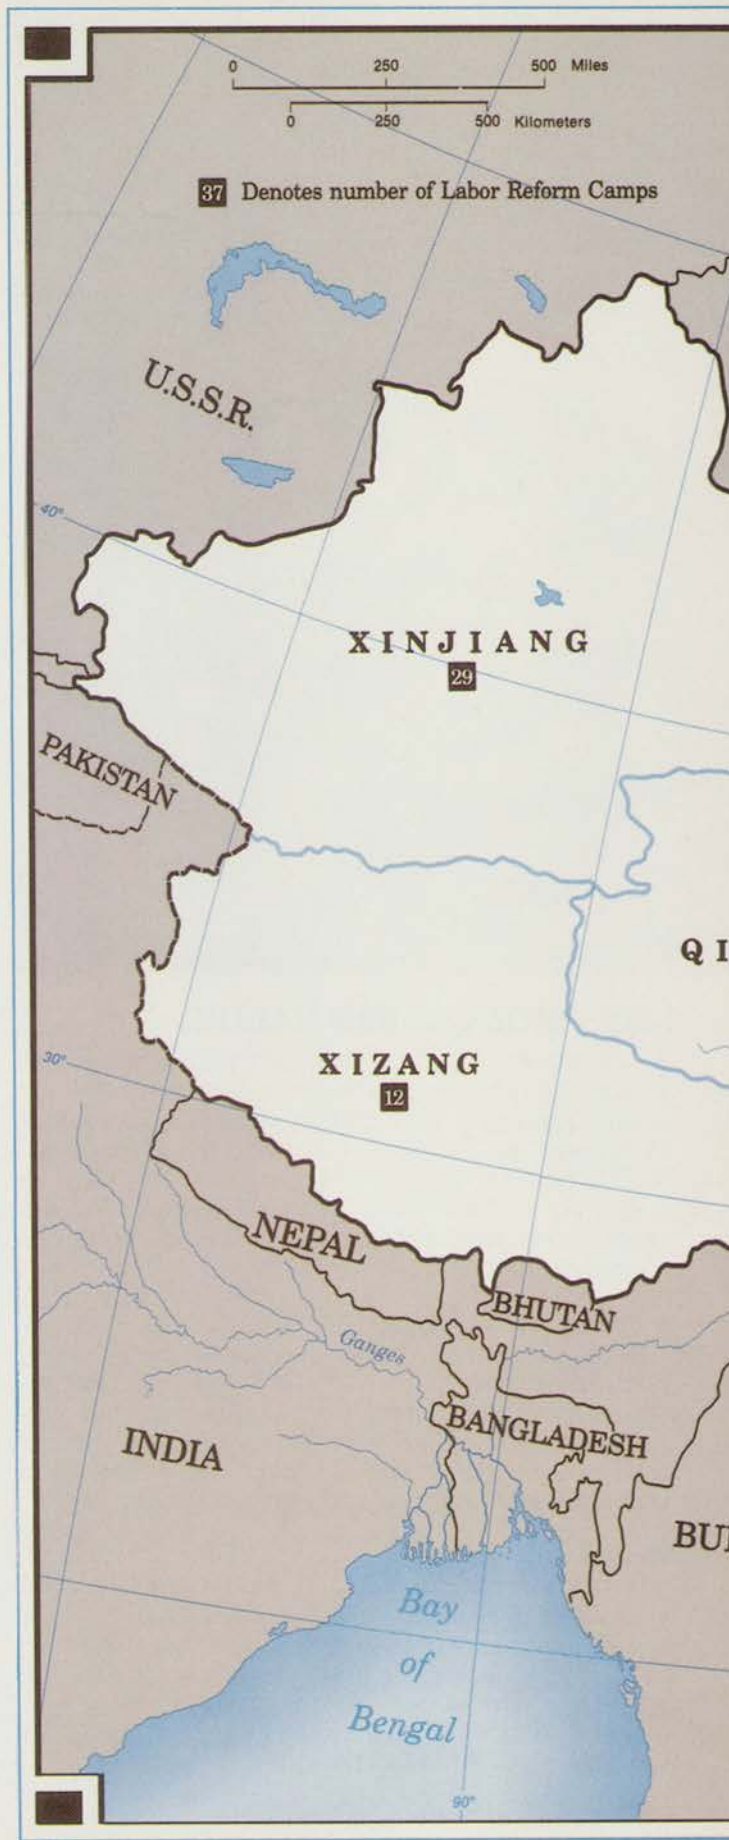 0 250 500 Miles
0 250 500 Kilometers
37 Denotes number of Labor Reform Camps
U.S.S.R.
40°
XINJIANG
29
PAKISTAN
QI
30°
XIZANG
12
NEPAL
BHUTAN
Ganges
BANGLADESH
INDIA
BU
Bay
of
Bengal
90°